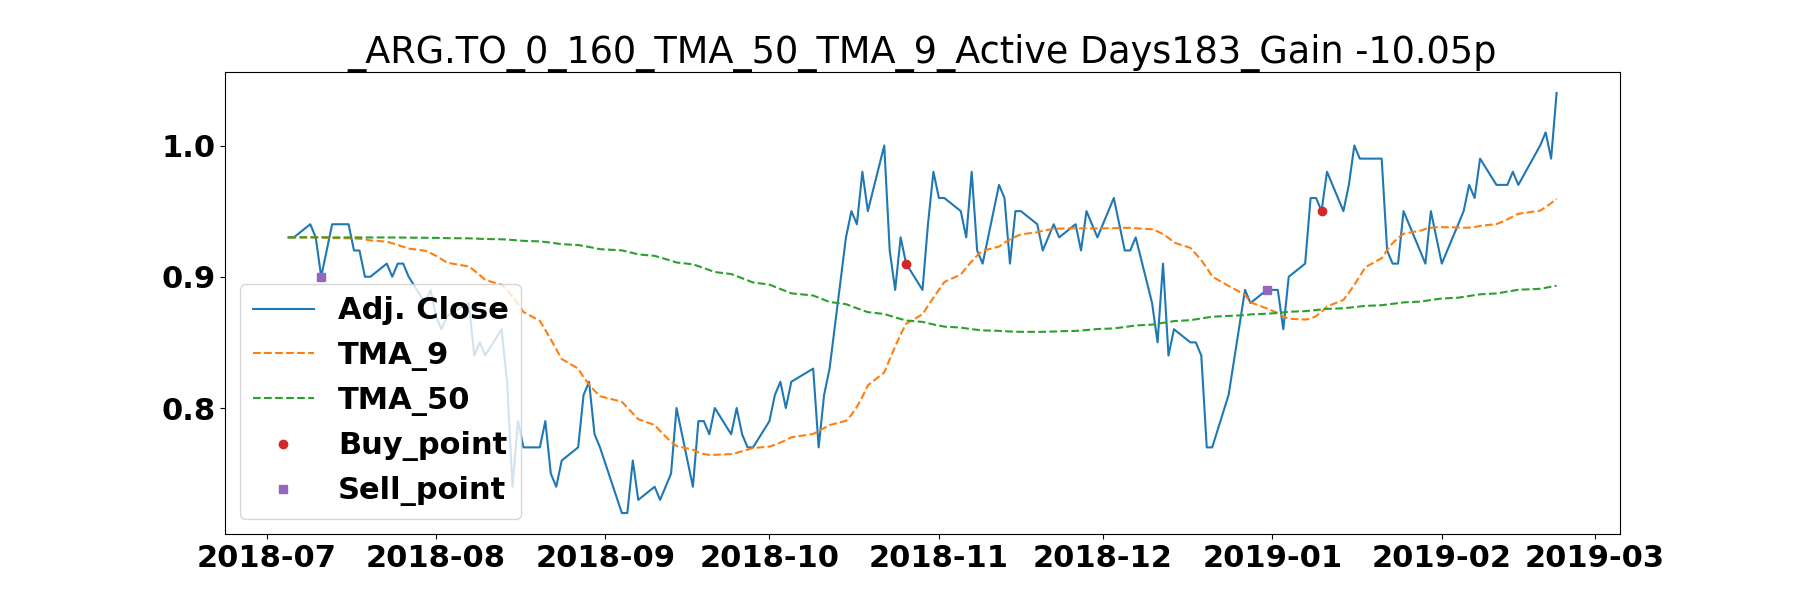 _ARG.TO_0_160_TMA_50_TMA_9_Active Days183_Gain -10.05p
1.0
0.9
0.8
Adj. Close
TMA_9
TMA_50
Buy_point
Sell_point
2018-07 2018-08 2018-09 2018-10 2018-11 2018-12 2019-01 2019-02 2019-03